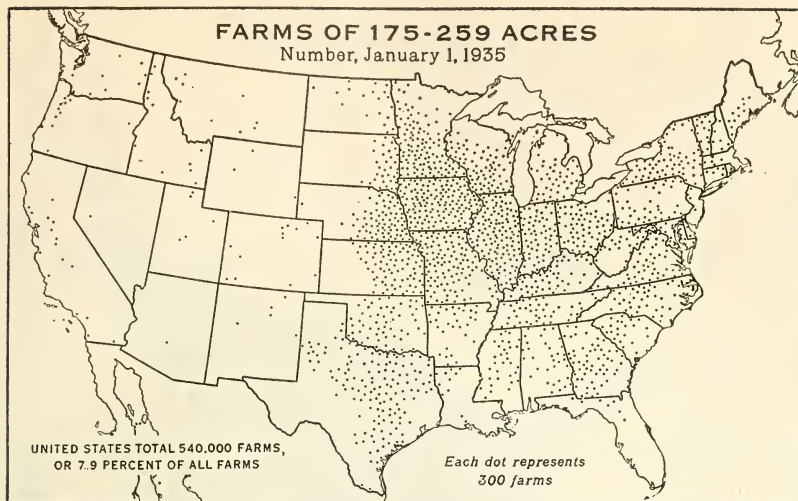 FARMS OF 175-259 ACRES
Number, January 1, 1935
UNITED STATES TOTAL 540,000 FARMS,
OR 7.9 PERCENT OF ALL FARMS
Each dot represents
300 farms